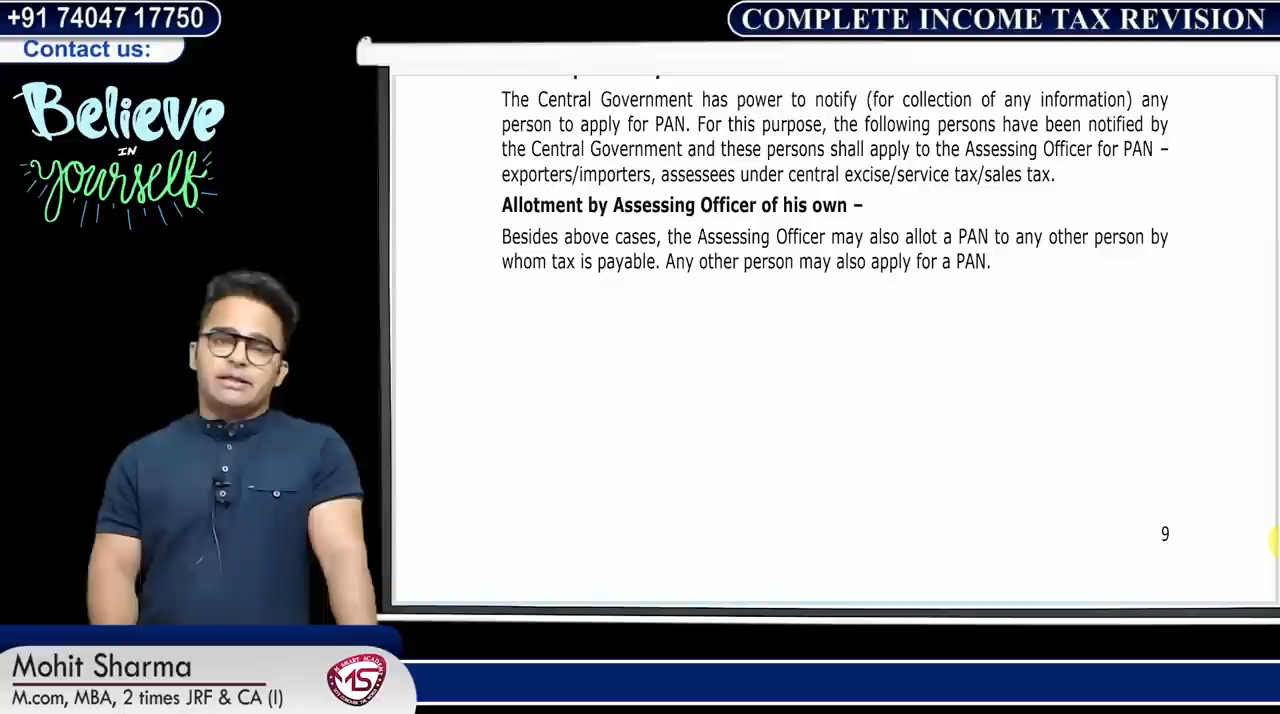 +91 74047 17750
Contact us:
COMPLETE INCOME TAX REVISION
Believe
IN
yourself
The Central Government has power to notify (for collection of any information) any
person to apply for PAN. For this purpose, the following persons have been notified by
the Central Government and these persons shall apply to the Assessing Officer for PAN –
exporters/importers, assessees under central excise/service tax/sales tax.
Allotment by Assessing Officer of his own –
Besides above cases, the Assessing Officer may also allot a PAN to any other person by
whom tax is payable. Any other person may also apply for a PAN.
9
Mohit Sharma
M.com, MBA, 2 times JRF & CA (I)
MS